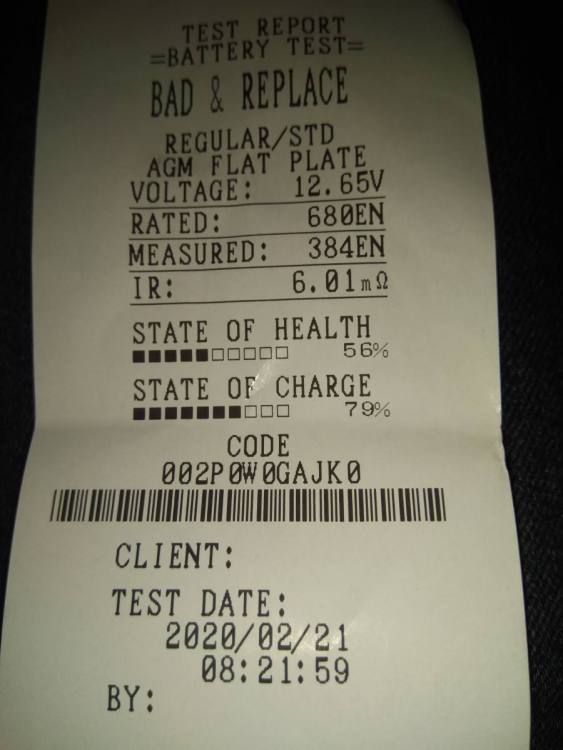 TEST REPORT
=BATTERY TEST=
BAD & REPLACE
REGULAR/STD
AGM FLAT PLATE
VOLTAGE: 12.65V
RATED: 680EN
MEASURED: 384EN
IR: 6.01mΩ
STATE OF HEALTH
56%
STATE OF CHARGE
79%
CODE
002P0W0GAJK0
CLIENT:
TEST DATE:
2020/02/21
08:21:59
BY: